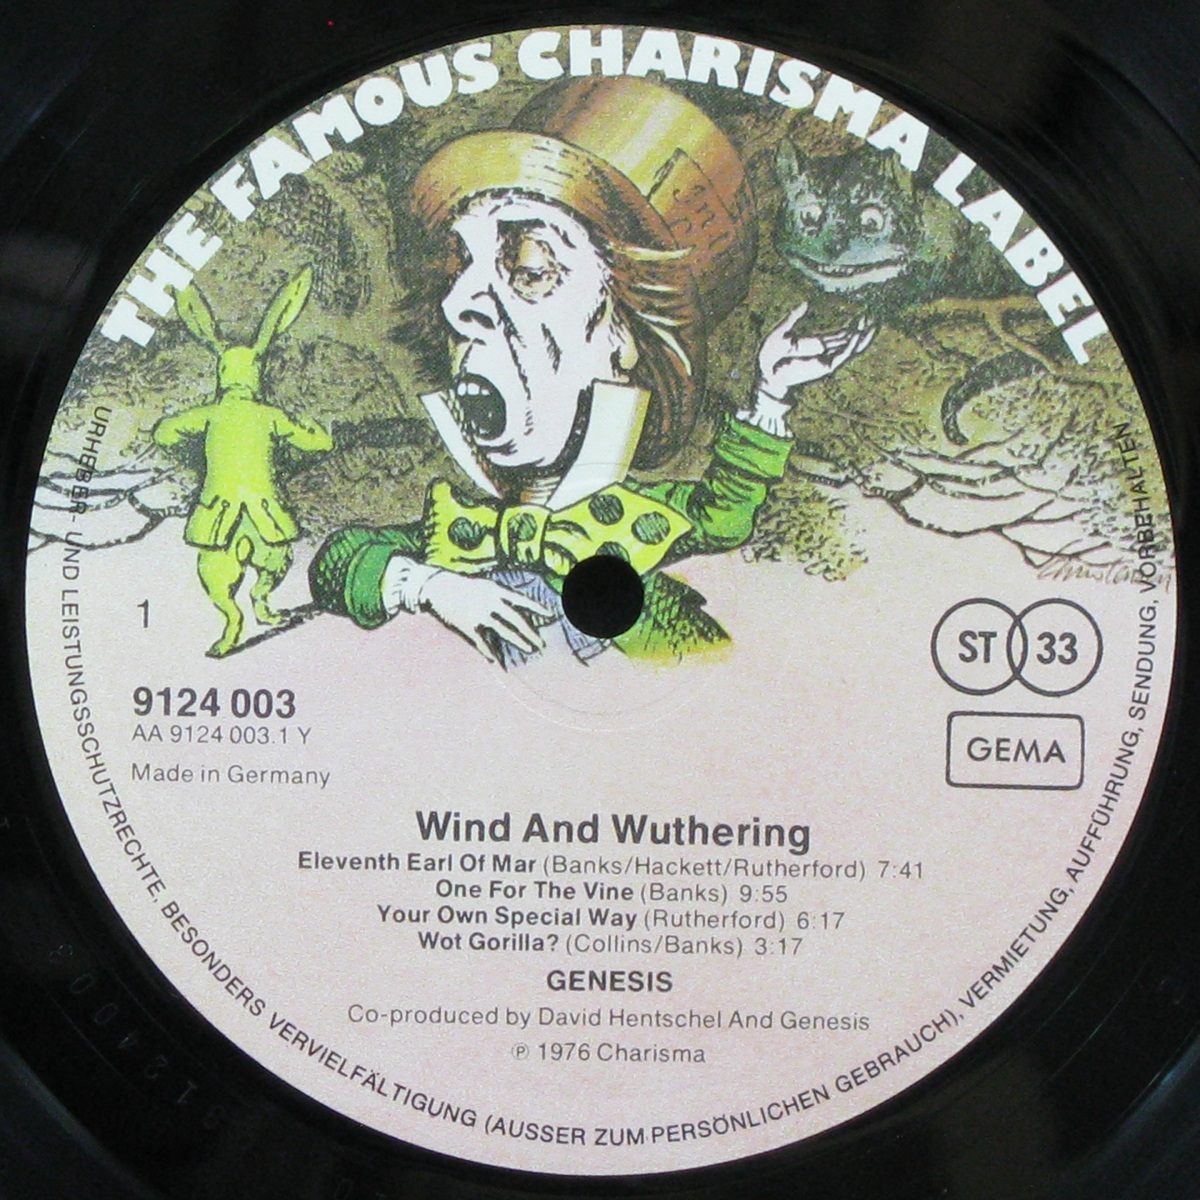 THE FAMOUS CHARISMA LABEL
1
9124 003
AA 9124 003.1 Y
Made in Germany
ST 33
GEMA
Wind And Wuthering
Eleventh Earl Of Mar (Banks/Hackett/Rutherford) 7:41
One For The Vine (Banks) 9:55
Your Own Special Way (Rutherford) 6:17
Wot Gorilla? (Collins/Banks) 3:17
GENESIS
Co-produced by David Hentschel And Genesis
℗ 1976 Charisma
URHEBER- UND LEISTUNGSSCHUTZRECHTE, BESONDERS VERVIELFÄLTIGUNG (AUSSER ZUM PERSÖNLICHEN GEBRAUCH), VERMIETUNG, AUFFÜHRUNG, SENDUNG, VORBEHALTEN